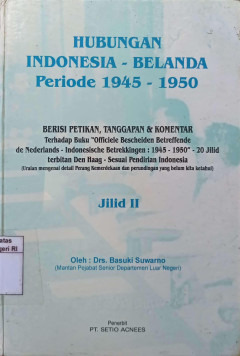 HUBUNGAN
INDONESIA - BELANDA
Periode 1945 - 1950
BERISI PETIKAN, TANGGAPAN & KOMENTAR
Terhadap Buku "Officiele Bescheiden Betreffende
de Nederlands - Indonesische Betrekkingen : 1945 - 1950" - 20 Jilid
terbitan Den Haag - Sesuai Pendirian Indonesia
(Uraian mengenai detail Perang Kemerdekaan dan perundingan yang belum kita ketahui)
Jilid II
Oleh : Drs. Basuki Suwarno
(Mantan Pejabat Senior Departemen Luar Negeri)
Penerbit
PT. SETIO ACNEES